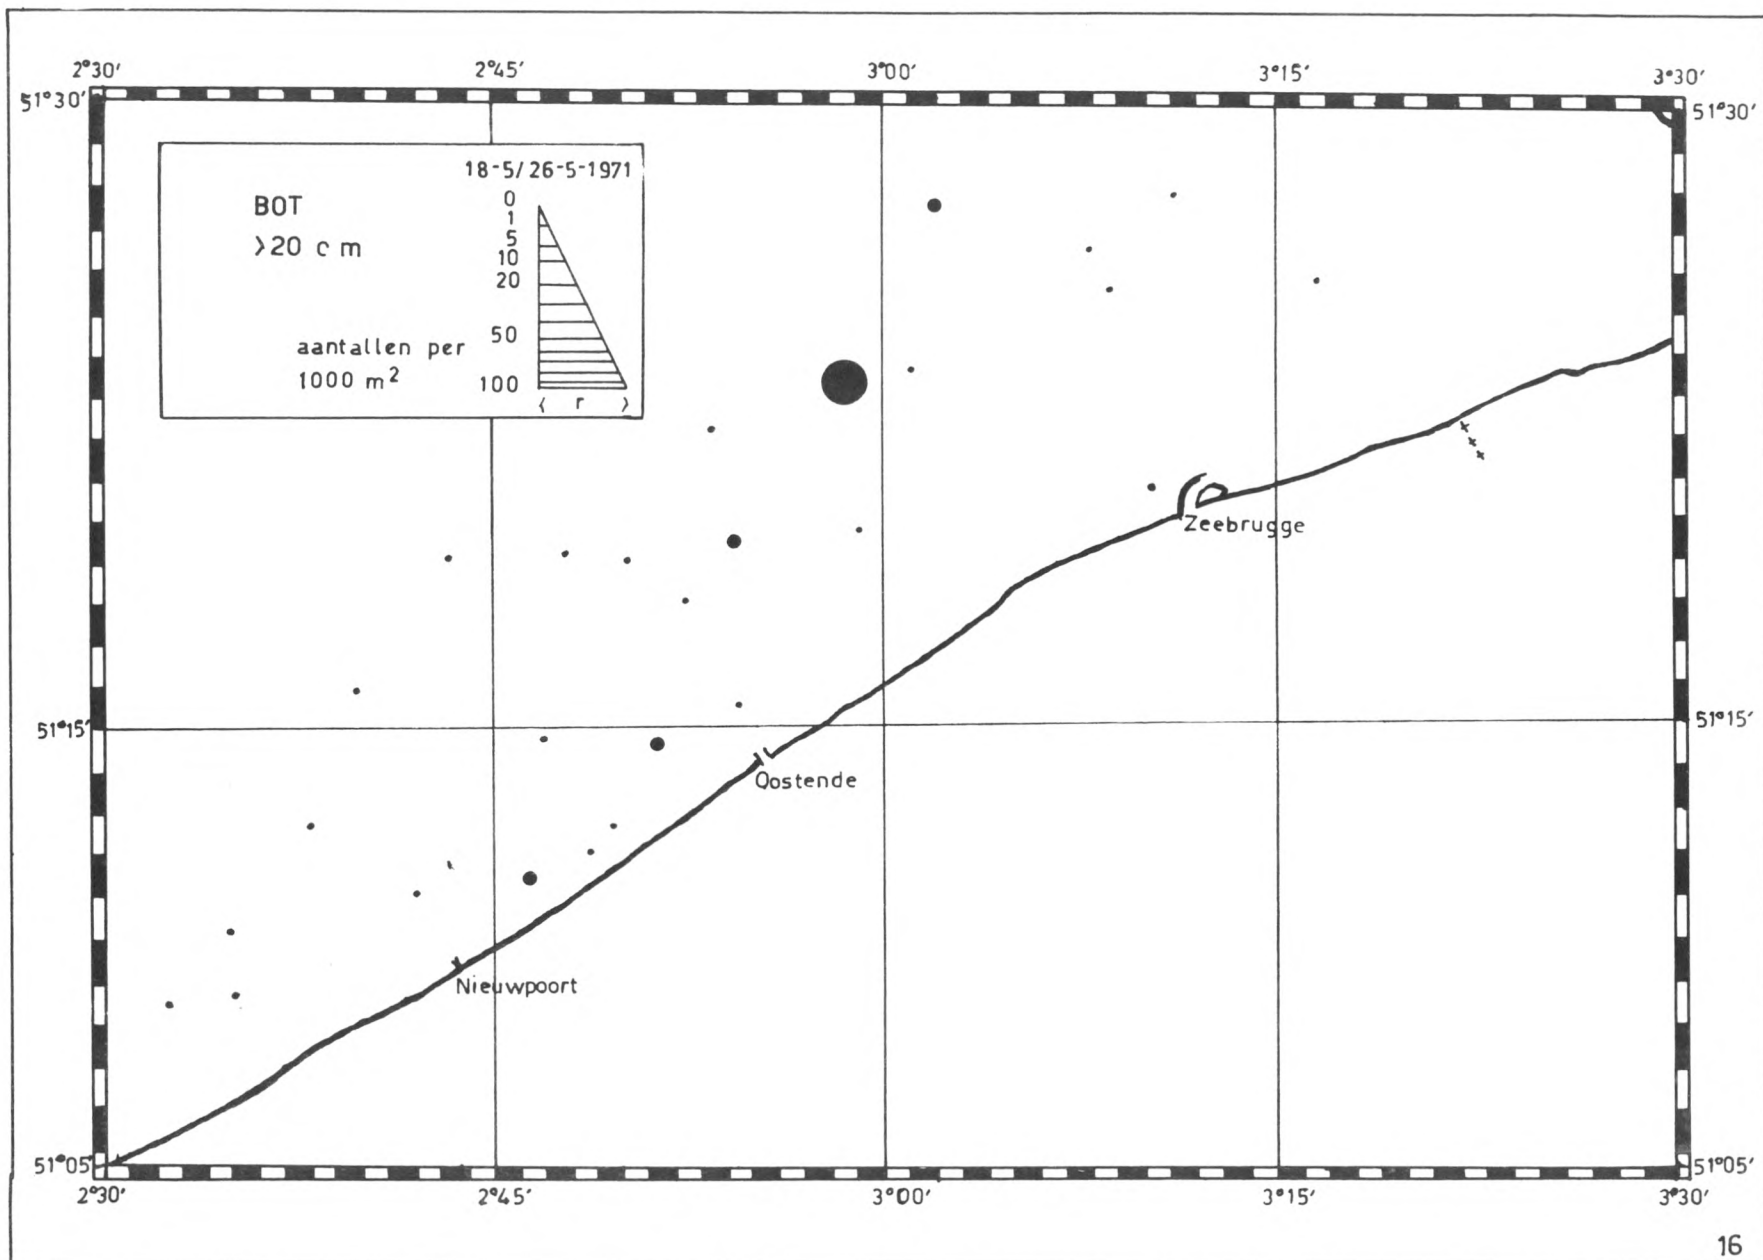 2°30′ 2°45′ 3°00′ 3°15′ 3°30′
51°30′ 51°30′
18-5/26-5-1971
BOT
>20 cm
0
1
5
10
20
50
100
aantallen per
1000 m²
< r >
Zeebrugge
51°15′ 51°15′
Oostende
Nieuwpoort
51°05′ 51°05′
2°30′ 2°45′ 3°00′ 3°15′ 3°30′
16